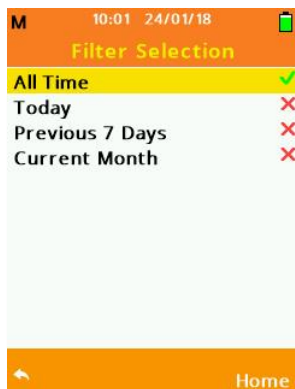 M 10:01 24/01/18
Filter Selection
All Time
Today
Previous 7 Days
Current Month
Home